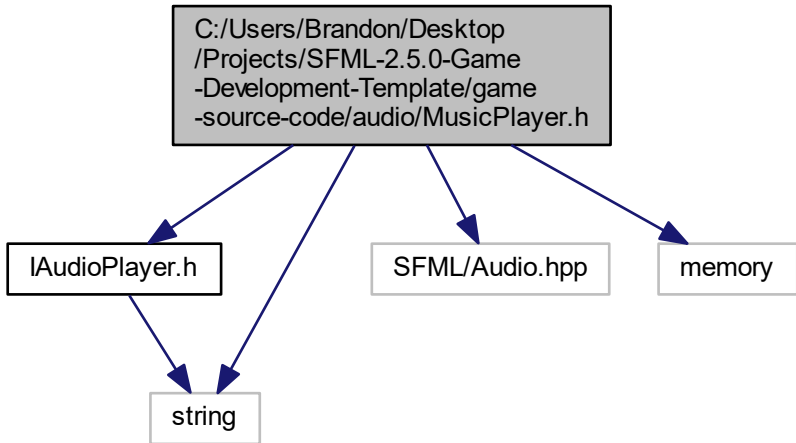 C:/Users/Brandon/Desktop
/Projects/SFML-2.5.0-Game
-Development-Template/game
-source-code/audio/MusicPlayer.h
IAudioPlayer.h
SFML/Audio.hpp
memory
string